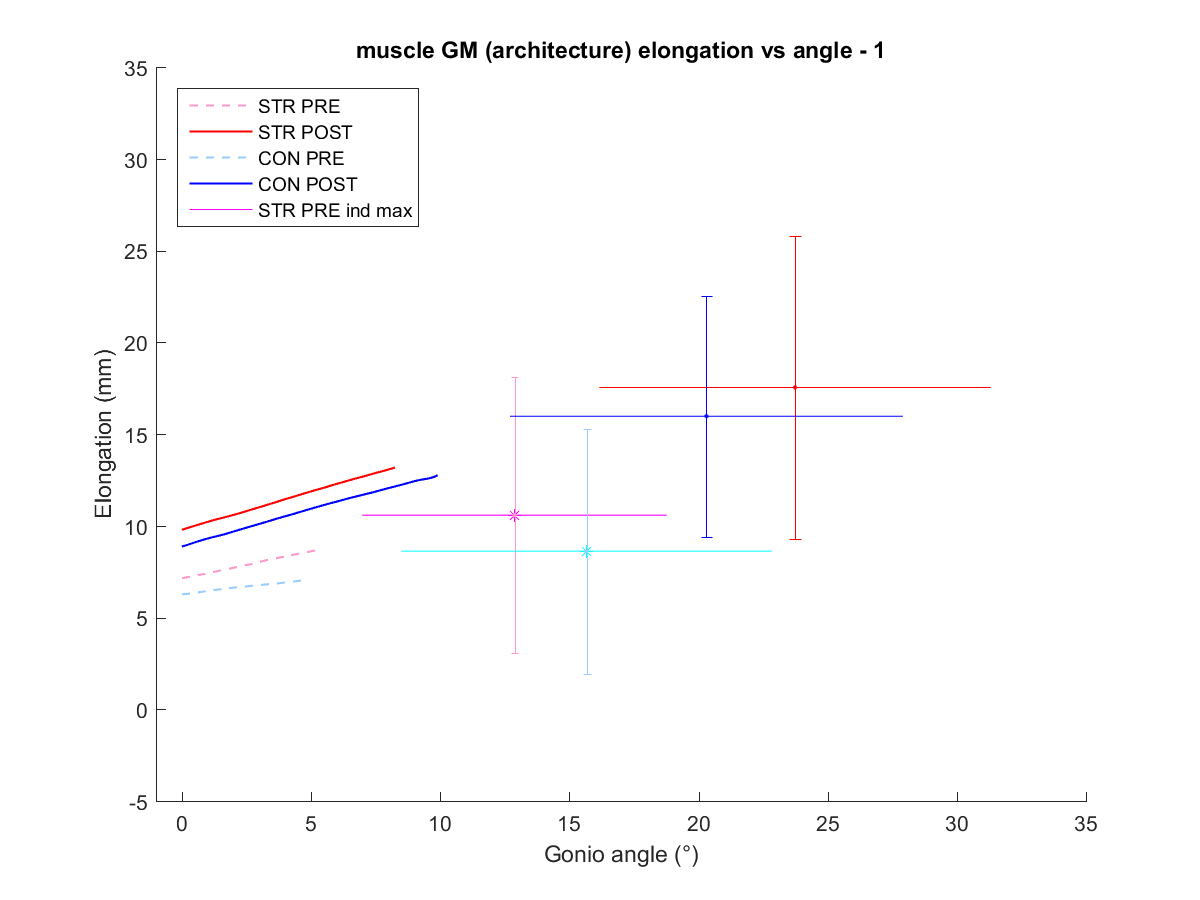 muscle GM (architecture) elongation vs angle - 1
35
30
25
20
15
10
5
0
-5
Elongation (mm)
STR PRE
STR POST
CON PRE
CON POST
STR PRE ind max
0 5 10 15 20 25 30 35
Gonio angle (°)